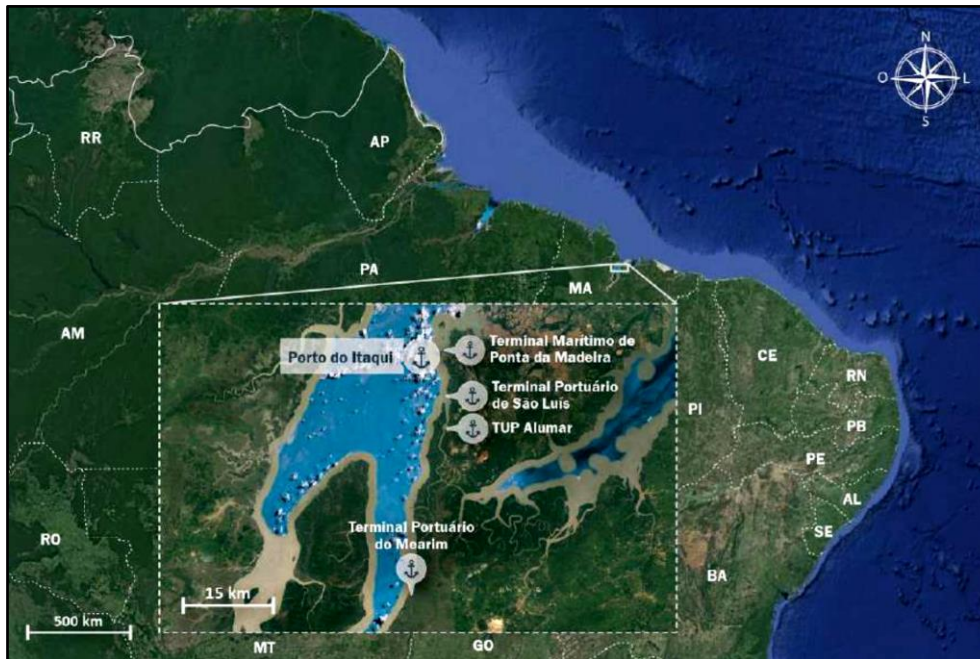 N
O
L
S
RR
AP
PA
MA
AM
CE
RN
PI
PB
PE
AL
SE
RO
BA
MT
GO
Porto do Itaqui
Terminal Marítimo de
Ponta da Madeira
Terminal Portuário
de São Luís
TUP Alumar
Terminal Portuário
do Mearim
15 km
500 km